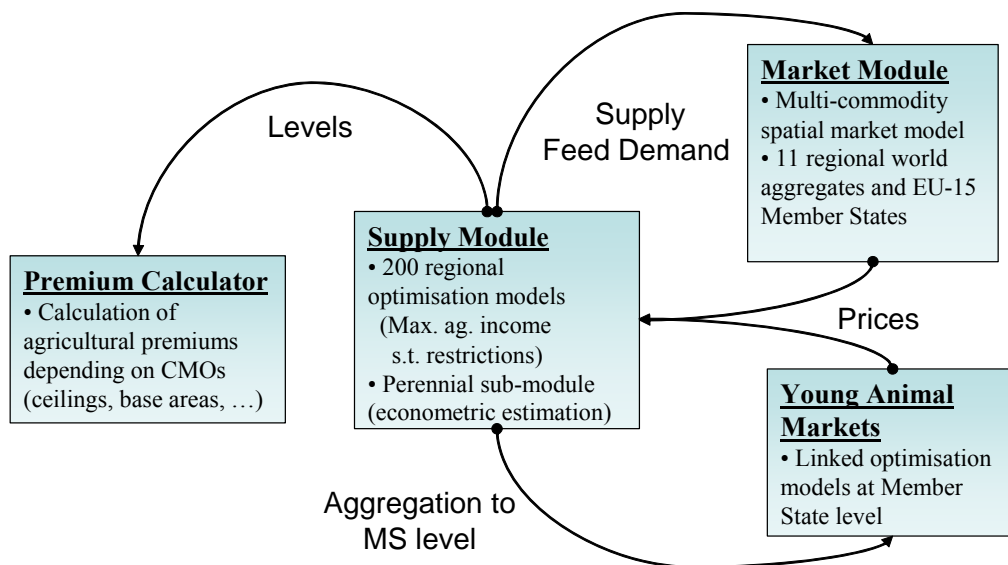 Market Module
• Multi-commodity
spatial market model
• 11 regional world
aggregates and EU-15
Member States
Levels
Supply
Feed Demand
Supply Module
• 200 regional
optimisation models
(Max. ag. income
s.t. restrictions)
• Perennial sub-module
(econometric estimation)
Premium Calculator
• Calculation of
agricultural premiums
depending on CMOs
(ceilings, base areas, …)
Prices
Young Animal
Markets
• Linked optimisation
models at Member
State level
Aggregation to
MS level